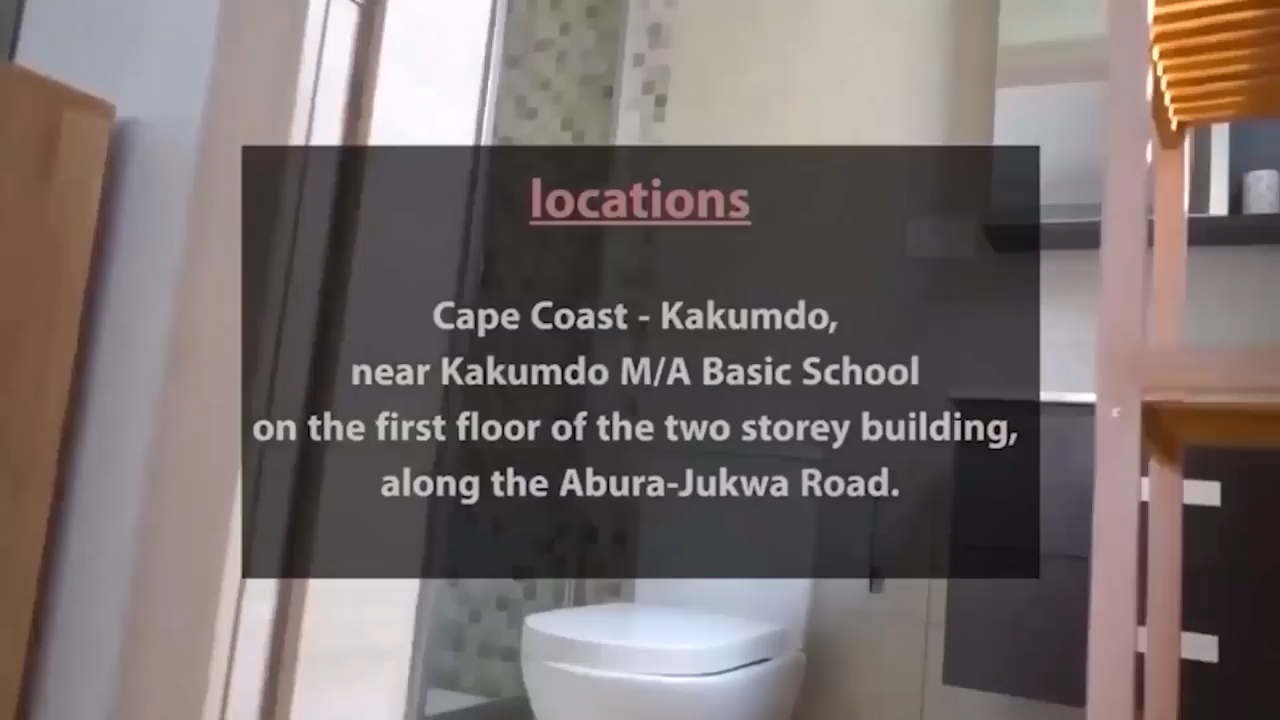 locations
Cape Coast - Kakumdo,
near Kakumdo M/A Basic School
on the first floor of the two storey building,
along the Abura-Jukwa Road.